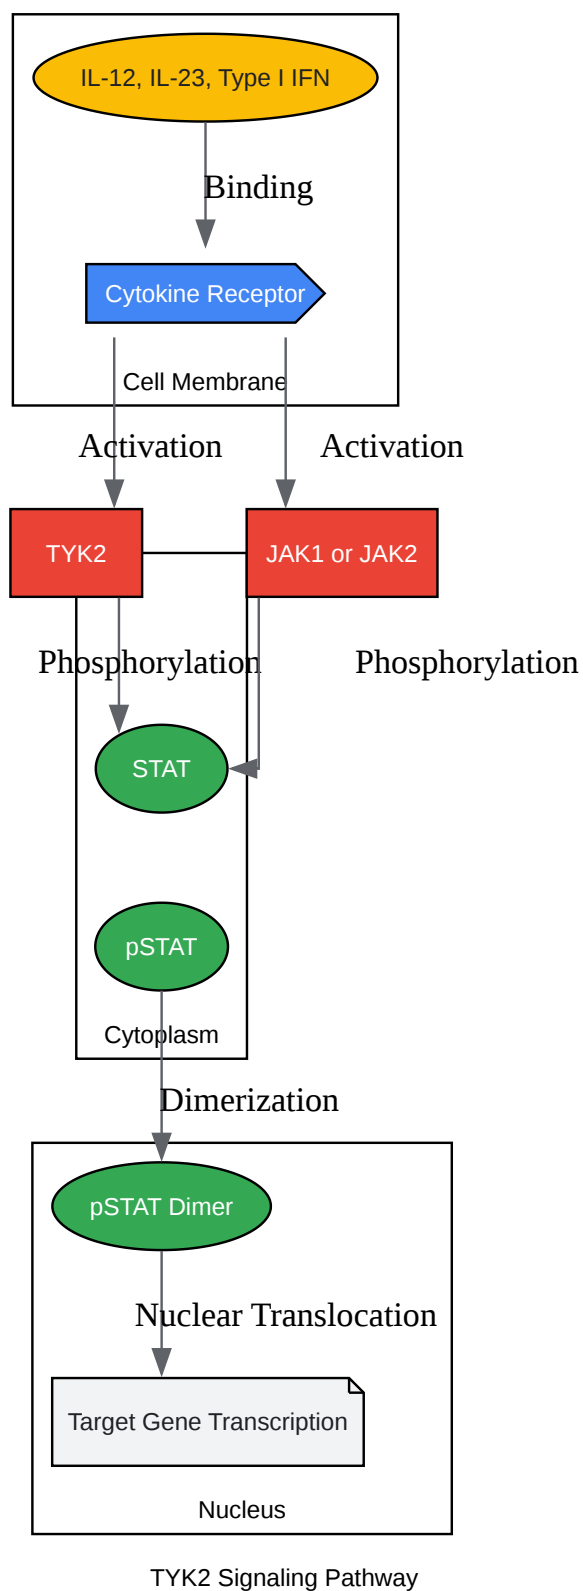 IL-12, IL-23, Type I IFN
Binding
Cytokine Receptor
Cell Membrane
Activation
Activation
TYK2
JAK1 or JAK2
Phosphorylation
Phosphorylation
STAT
pSTAT
Cytoplasm
Dimerization
pSTAT Dimer
Nuclear Translocation
Target Gene Transcription
Nucleus
TYK2 Signaling Pathway